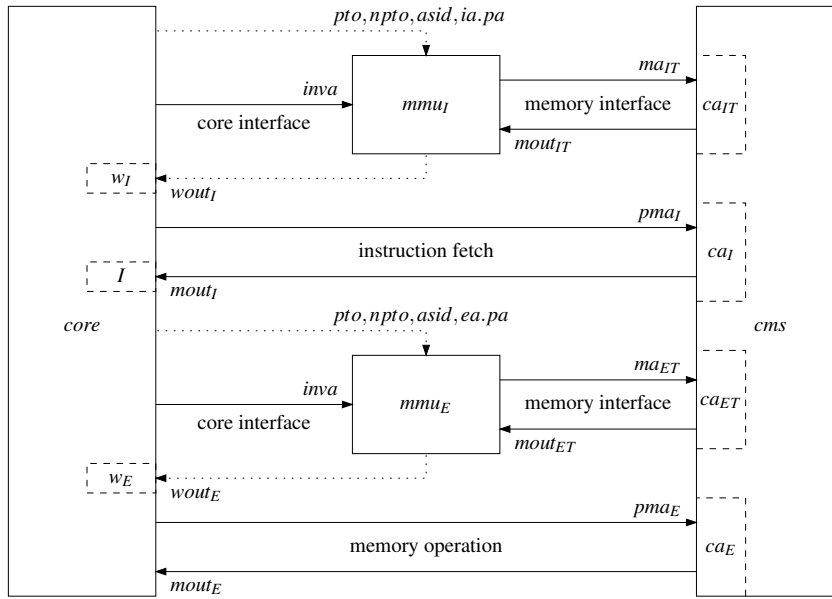 pto, npto, asid, ia.pa
inva
mmu_I
ma_IT
core interface
memory interface
ca_IT
mout_IT
w_I
wout_I
pma_I
instruction fetch
ca_I
I
mout_I
pto, npto, asid, ea.pa
core
cms
inva
mmu_E
ma_ET
core interface
memory interface
ca_ET
mout_ET
w_E
wout_E
pma_E
memory operation
ca_E
mout_E